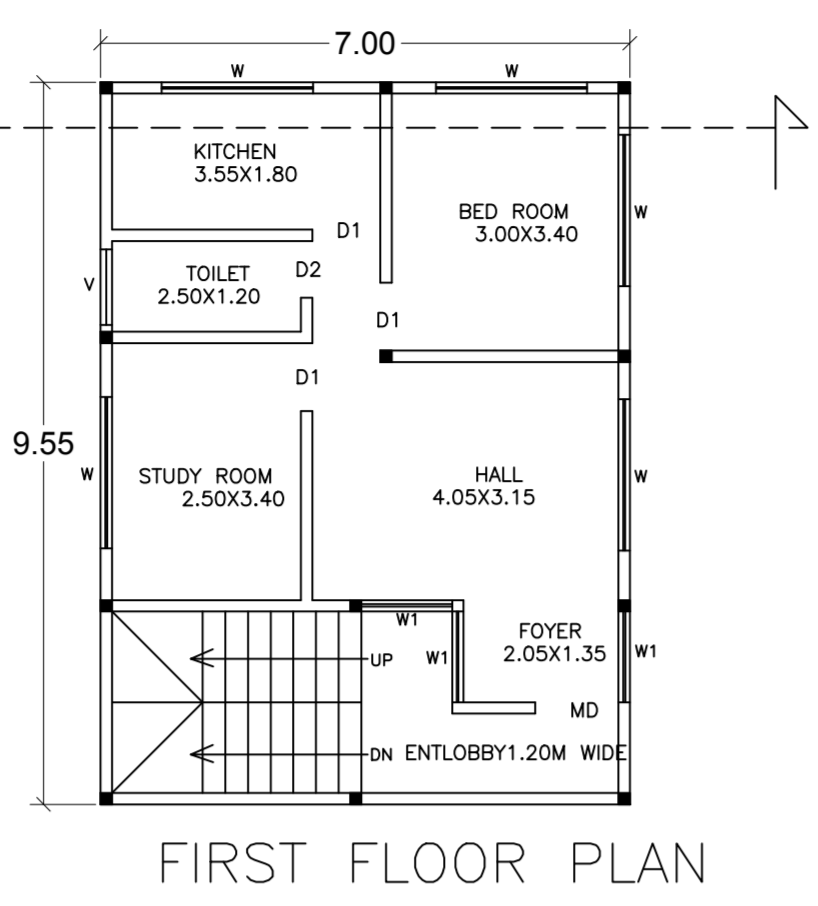 7.00
W
W
KITCHEN
3.55X1.80
BED ROOM
3.00X3.40
W
D1
TOILET
2.50X1.20
D2
V
D1
D1
9.55
W
STUDY ROOM
2.50X3.40
HALL
4.05X3.15
W
W1
FOYER
2.05X1.35
W1
W1
UP
MD
DN
ENTLOBBY1.20M WIDE
FIRST FLOOR PLAN